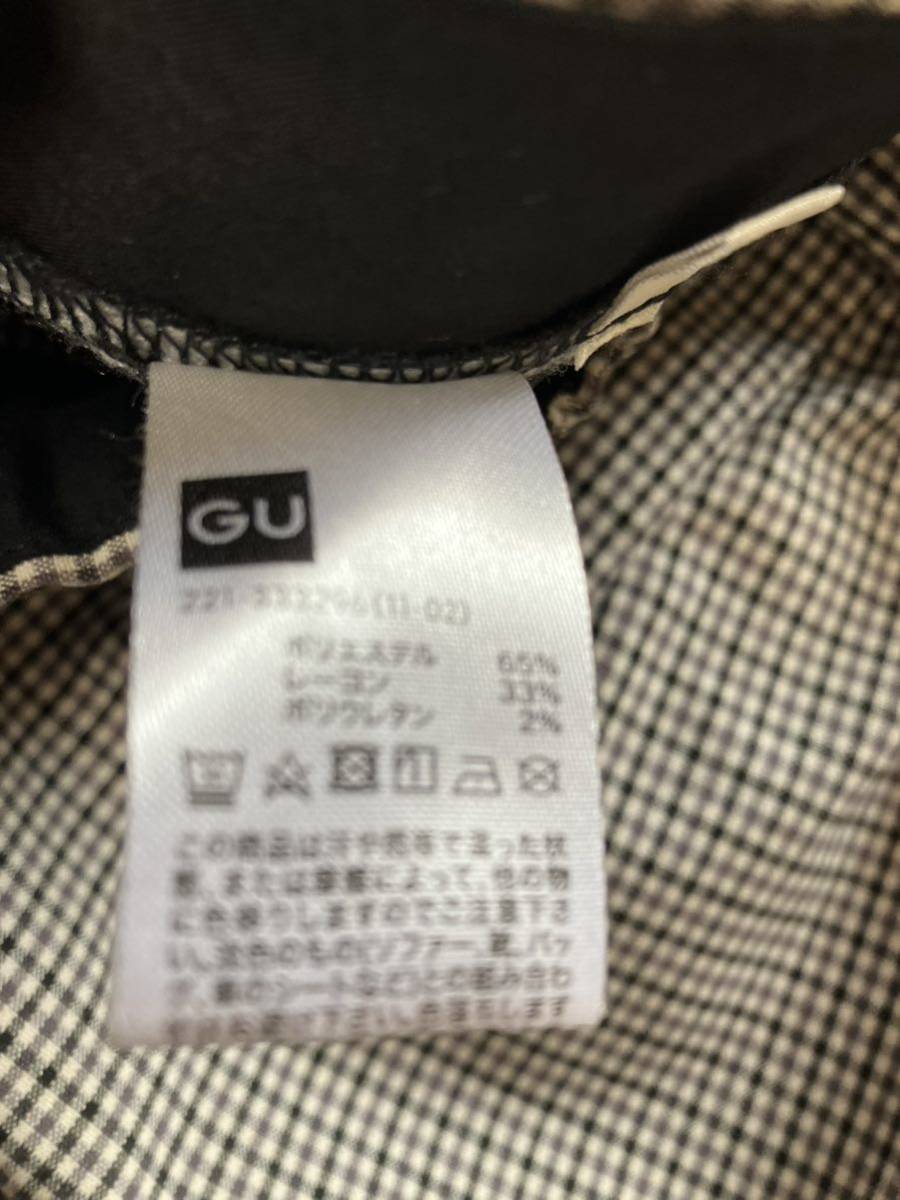 GU
221-333296(11-02)
ポリエステル 65%
レーヨン 33%
ポリウレタン 2%
この商品は汗や雨等で湿った状
態、または摩擦によって、他の物
に色移りしますのでご注意下さ
い。淡色のもの(ソファー、靴、バッ
グ、車のシートなど)との組み合わ